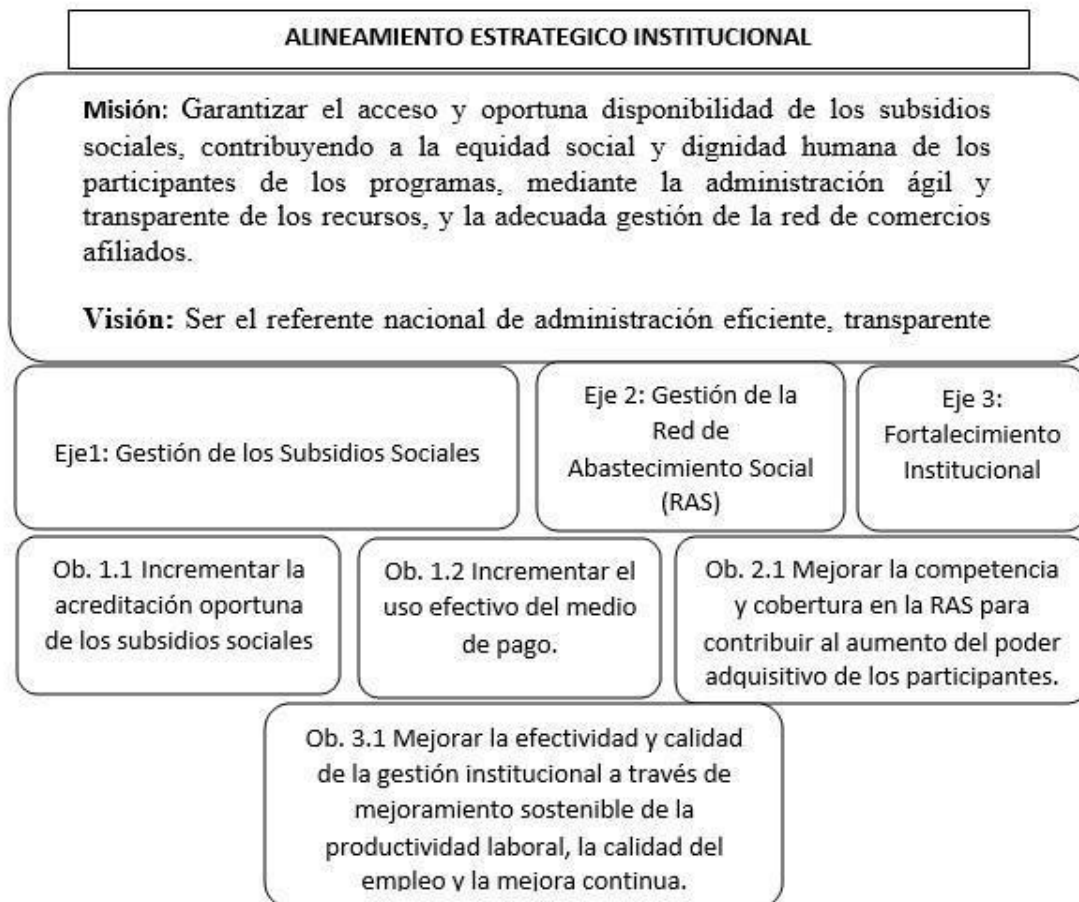 ALINEAMIENTO ESTRATEGICO INSTITUCIONAL
Misión: Garantizar el acceso y oportuna disponibilidad de los subsidios
sociales, contribuyendo a la equidad social y dignidad humana de los
participantes de los programas, mediante la administración ágil y
transparente de los recursos, y la adecuada gestión de la red de comercios
afiliados.
Visión: Ser el referente nacional de administración eficiente, transparente
Eje1: Gestión de los Subsidios Sociales
Eje 2: Gestión de la
Red de
Abastecimiento Social
(RAS)
Eje 3:
Fortalecimiento
Institucional
Ob. 1.1 Incrementar la
acreditación oportuna
de los subsidios sociales
Ob. 1.2 Incrementar el
uso efectivo del medio
de pago.
Ob. 2.1 Mejorar la competencia
y cobertura en la RAS para
contribuir al aumento del poder
adquisitivo de los participantes.
Ob. 3.1 Mejorar la efectividad y calidad
de la gestión institucional a través de
mejoramiento sostenible de la
productividad laboral, la calidad del
empleo y la mejora continua.